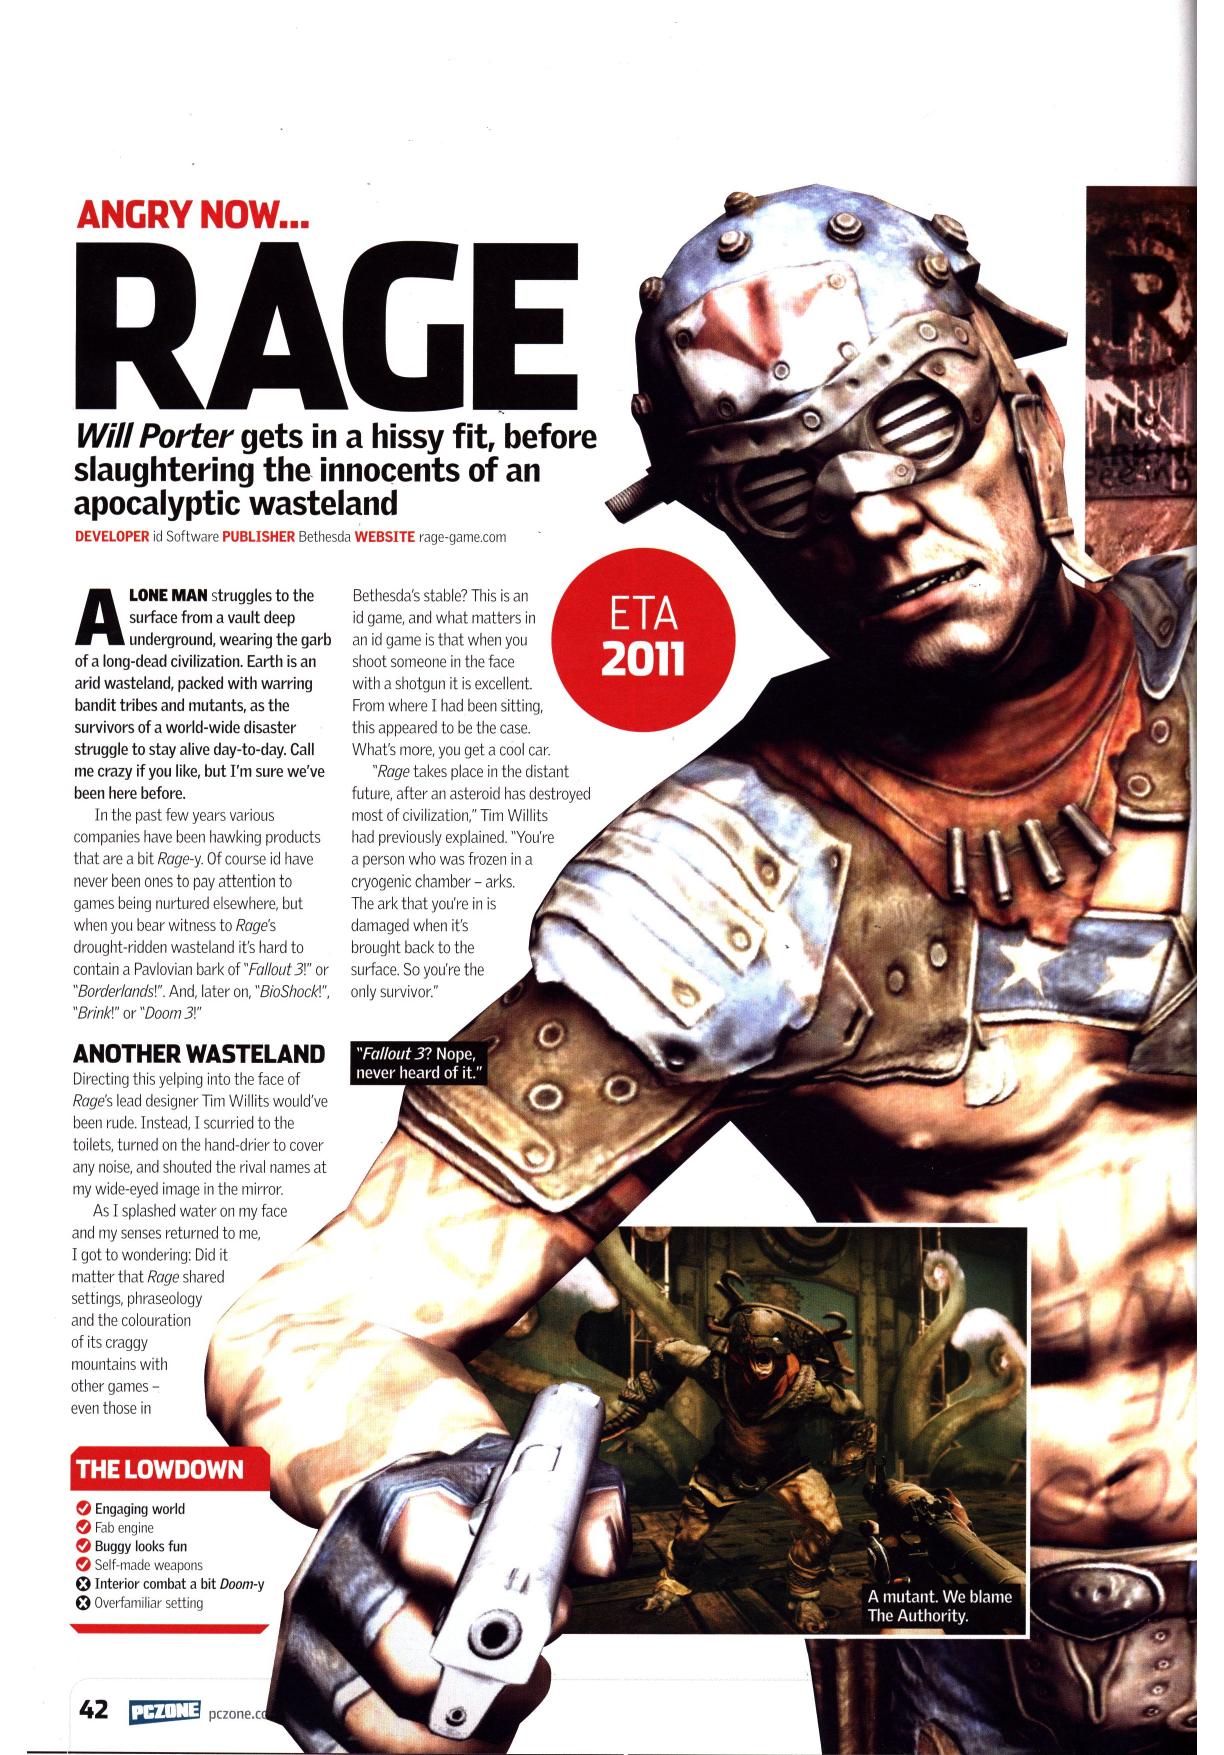 ANGRY NOW...
RAGE
Will Porter gets in a hissy fit, before
slaughtering the innocents of an
apocalyptic wasteland
DEVELOPER id Software PUBLISHER Bethesda WEBSITE rage-game.com
A LONE MAN struggles to the
surface from a vault deep
underground, wearing the garb
of a long-dead civilization. Earth is an
arid wasteland, packed with warring
bandit tribes and mutants, as the
survivors of a world-wide disaster
struggle to stay alive day-to-day. Call
me crazy if you like, but I'm sure we've
been here before.
In the past few years various
companies have been hawking products
that are a bit Rage-y. Of course id have
never been ones to pay attention to
games being nurtured elsewhere, but
when you bear witness to Rage's
drought-ridden wasteland it's hard to
contain a Pavlovian bark of "Fallout 3!" or
"Borderlands!". And, later on, "BioShock!",
"Brink!" or "Doom 3!"
ANOTHER WASTELAND
Directing this yelping into the face of
Rage's lead designer Tim Willits would've
been rude. Instead, I scurried to the
toilets, turned on the hand-drier to cover
any noise, and shouted the rival names at
my wide-eyed image in the mirror.
As I splashed water on my face
and my senses returned to me,
I got to wondering: Did it
matter that Rage shared
settings, phraseology
and the colouration
of its craggy
mountains with
other games –
even those in
Bethesda's stable? This is an
id game, and what matters in
an id game is that when you
shoot someone in the face
with a shotgun it is excellent.
From where I had been sitting,
this appeared to be the case.
What's more, you get a cool car.
"Rage takes place in the distant
future, after an asteroid has destroyed
most of civilization," Tim Willits
had previously explained. "You're
a person who was frozen in a
cryogenic chamber – arks.
The ark that you're in is
damaged when it's
brought back to the
surface. So you're the
only survivor."
ETA
2011
"Fallout 3? Nope,
never heard of it."
A mutant. We blame
The Authority.
THE LOWDOWN
Engaging world
Fab engine
Buggy looks fun
Self-made weapons
Interior combat a bit Doom-y
Overfamiliar setting
42 PCZONE pczone.co
R
NO